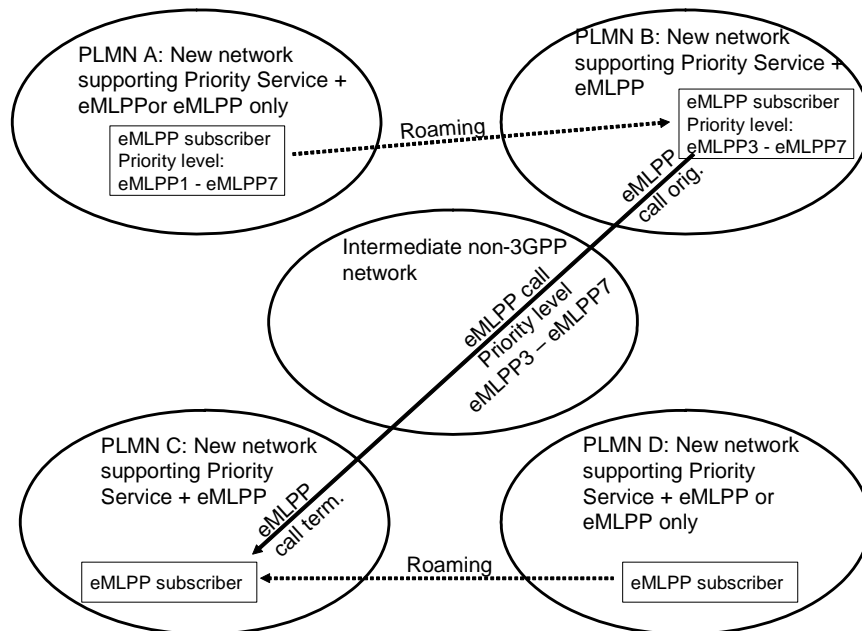 PLMN A: New network
supporting Priority Service +
eMLPPor eMLPP only
eMLPP subscriber
Priority level:
eMLPP1 - eMLPP7
Roaming
PLMN B: New network
supporting Priority Service +
eMLPP
eMLPP subscriber
Priority level:
eMLPP3 - eMLPP7
eMLPP
call orig.
Intermediate non-3GPP
network
eMLPP call
Priority level
eMLPP3 – eMLPP7
PLMN C: New network
supporting Priority
Service + eMLPP
eMLPP
call term.
eMLPP subscriber
Roaming
PLMN D: New network
supporting Priority
Service + eMLPP or
eMLPP only
eMLPP subscriber